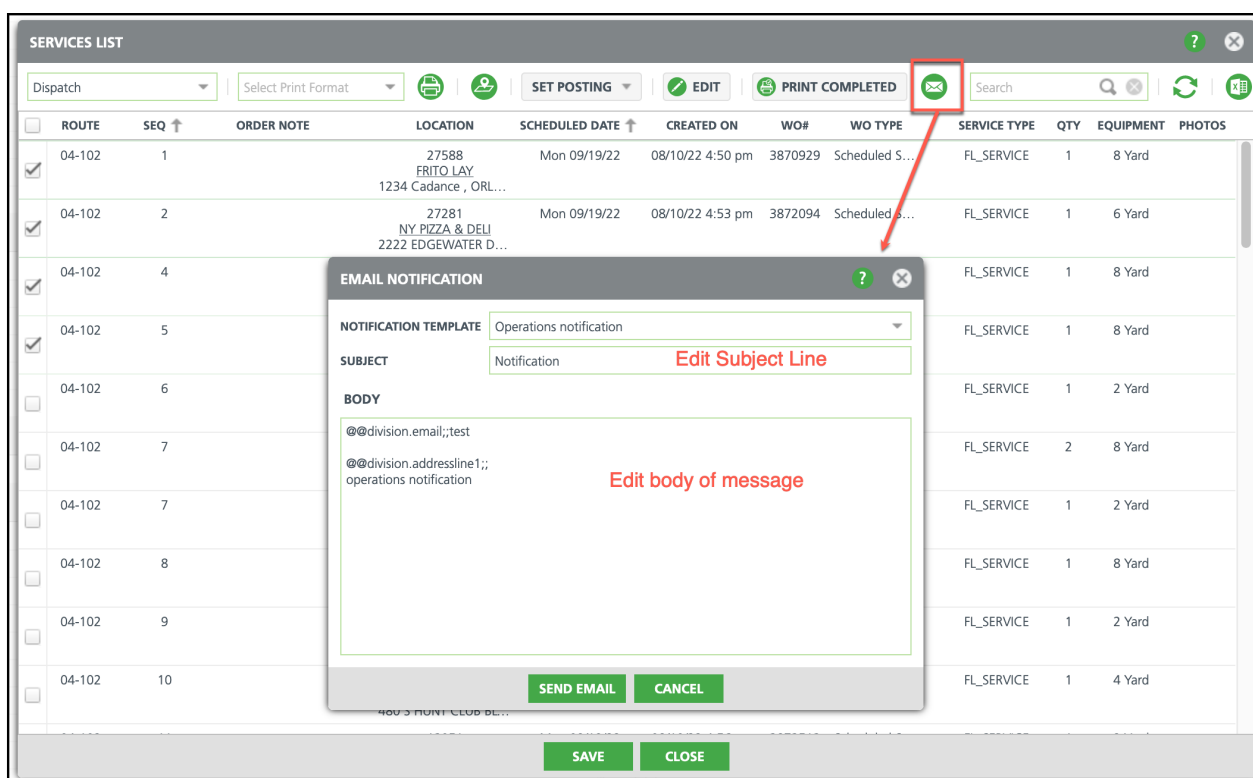 SERVICES LIST
?
Dispatch Select Print Format SET POSTING EDIT PRINT COMPLETED Search
ROUTE SEQ ORDER NOTE LOCATION SCHEDULED DATE CREATED ON WO# WO TYPE SERVICE TYPE QTY EQUIPMENT PHOTOS
04-102 1 27588 Mon 09/19/22 08/10/22 4:50 pm 3870929 Scheduled S... FL_SERVICE 1 8 Yard
FRITO LAY
1234 Cadance , ORL...
04-102 2 27281 Mon 09/19/22 08/10/22 4:53 pm 3872094 Scheduled S... FL_SERVICE 1 6 Yard
NY PIZZA & DELI
2222 EDGEWATER D...
04-102 4 FL_SERVICE 1 8 Yard
04-102 5 FL_SERVICE 1 8 Yard
04-102 6 FL_SERVICE 1 2 Yard
04-102 7 FL_SERVICE 2 8 Yard
04-102 7 FL_SERVICE 1 2 Yard
04-102 8 FL_SERVICE 1 8 Yard
04-102 9 FL_SERVICE 1 2 Yard
04-102 10 FL_SERVICE 1 4 Yard
EMAIL NOTIFICATION ?
NOTIFICATION TEMPLATE Operations notification
SUBJECT Notification Edit Subject Line
BODY
@@division.email;;test
@@division.addressline1;;
operations notification
Edit body of message
SEND EMAIL CANCEL
SAVE CLOSE